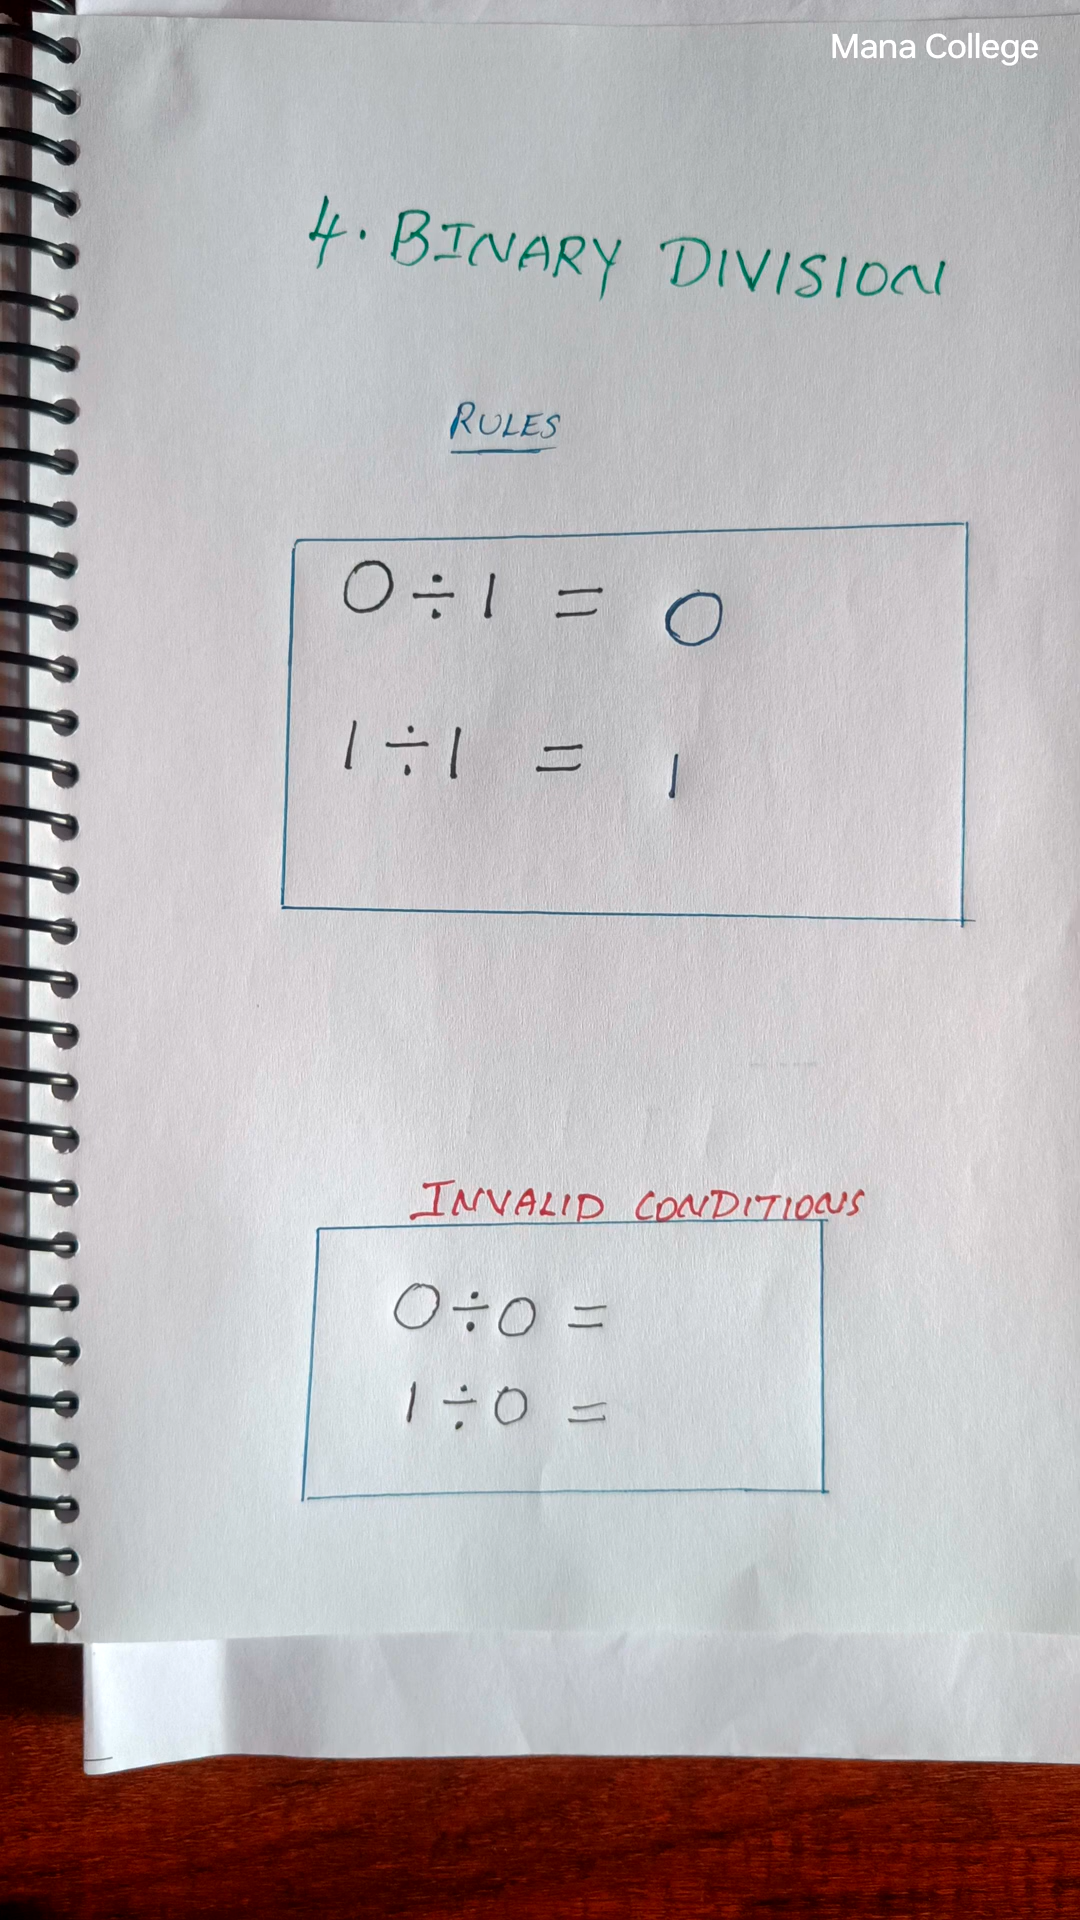 Mana College
4. BINARY DIVISION
RULES
0 ÷ 1 = 0
1 ÷ 1 = 1
INVALID CONDITIONS
0 ÷ 0 =
1 ÷ 0 =